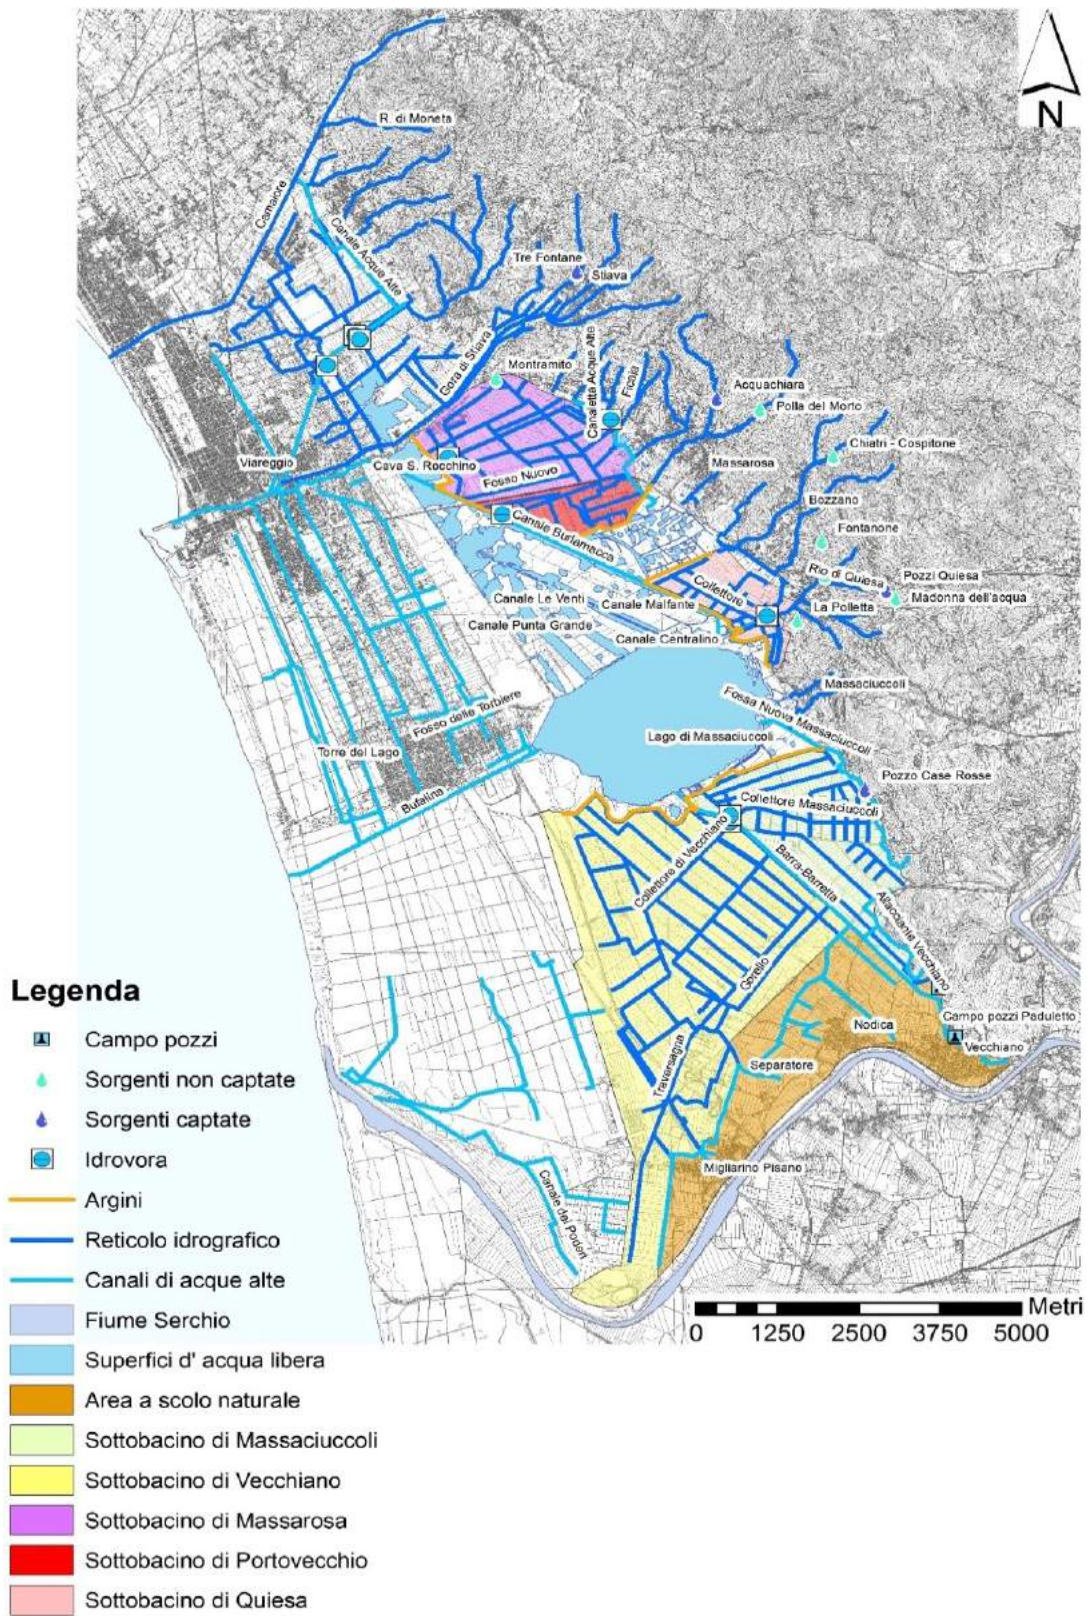 N
R. di Moneta
Camaiore
Canale Acque Alte
Tre Fontane
Stiava
Gora di Stiava
Canaletta Acque Alte
Ficaia
Montramito
Acquachiara
Polla del Morto
Chiatri - Cospitone
Viareggio
Cava S. Rocchino
Fosso Nuovo
Massarosa
Bozzano
Canale Burlamacca
Fontanone
Collettore
Rio di Quiesa
Pozzi Quiesa
Madonna dell'acqua
Canale Le Venti
Canale Malfante
La Polletta
Canale Punta Grande
Canale Centralino
Massaciuccoli
Fossa Nuova Massaciuccoli
Fosso delle Torbiere
Lago di Massaciuccoli
Torre del Lago
Bufalina
Pozzo Case Rosse
Collettore Massaciuccoli
Collettore di Vecchiano
Barra-Barretta
Allacciante Vecchiano
Gorello
Campo pozzi Paduletto
Nodica
Vecchiano
Traversagna
Separatore
Migliarino Pisano
Canale dei Poderi
Metri
0 1250 2500 3750 5000
Legenda
Campo pozzi
Sorgenti non captate
Sorgenti captate
Idrovora
Argini
Reticolo idrografico
Canali di acque alte
Fiume Serchio
Superfici d' acqua libera
Area a scolo naturale
Sottobacino di Massaciuccoli
Sottobacino di Vecchiano
Sottobacino di Massarosa
Sottobacino di Portovecchio
Sottobacino di Quiesa